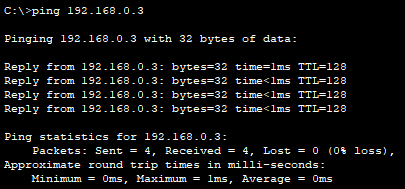 C:\>ping 192.168.0.3
Pinging 192.168.0.3 with 32 bytes of data:
Reply from 192.168.0.3: bytes=32 time=1ms TTL=128
Reply from 192.168.0.3: bytes=32 time<1ms TTL=128
Reply from 192.168.0.3: bytes=32 time<1ms TTL=128
Reply from 192.168.0.3: bytes=32 time<1ms TTL=128
Ping statistics for 192.168.0.3:
    Packets: Sent = 4, Received = 4, Lost = 0 (0% loss),
Approximate round trip times in milli-seconds:
    Minimum = 0ms, Maximum = 1ms, Average = 0ms